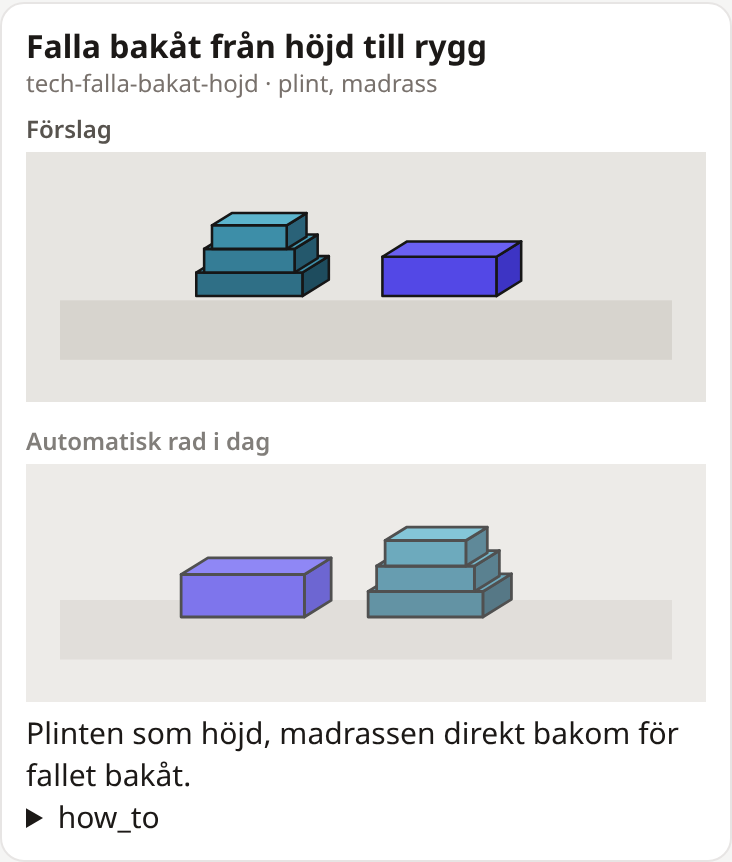 Falla bakåt från höjd till rygg
tech-falla-bakat-hojd · plint, madrass
Förslag
Automatisk rad i dag
Plinten som höjd, madrassen direkt bakom för
fallet bakåt.
▶ how_to